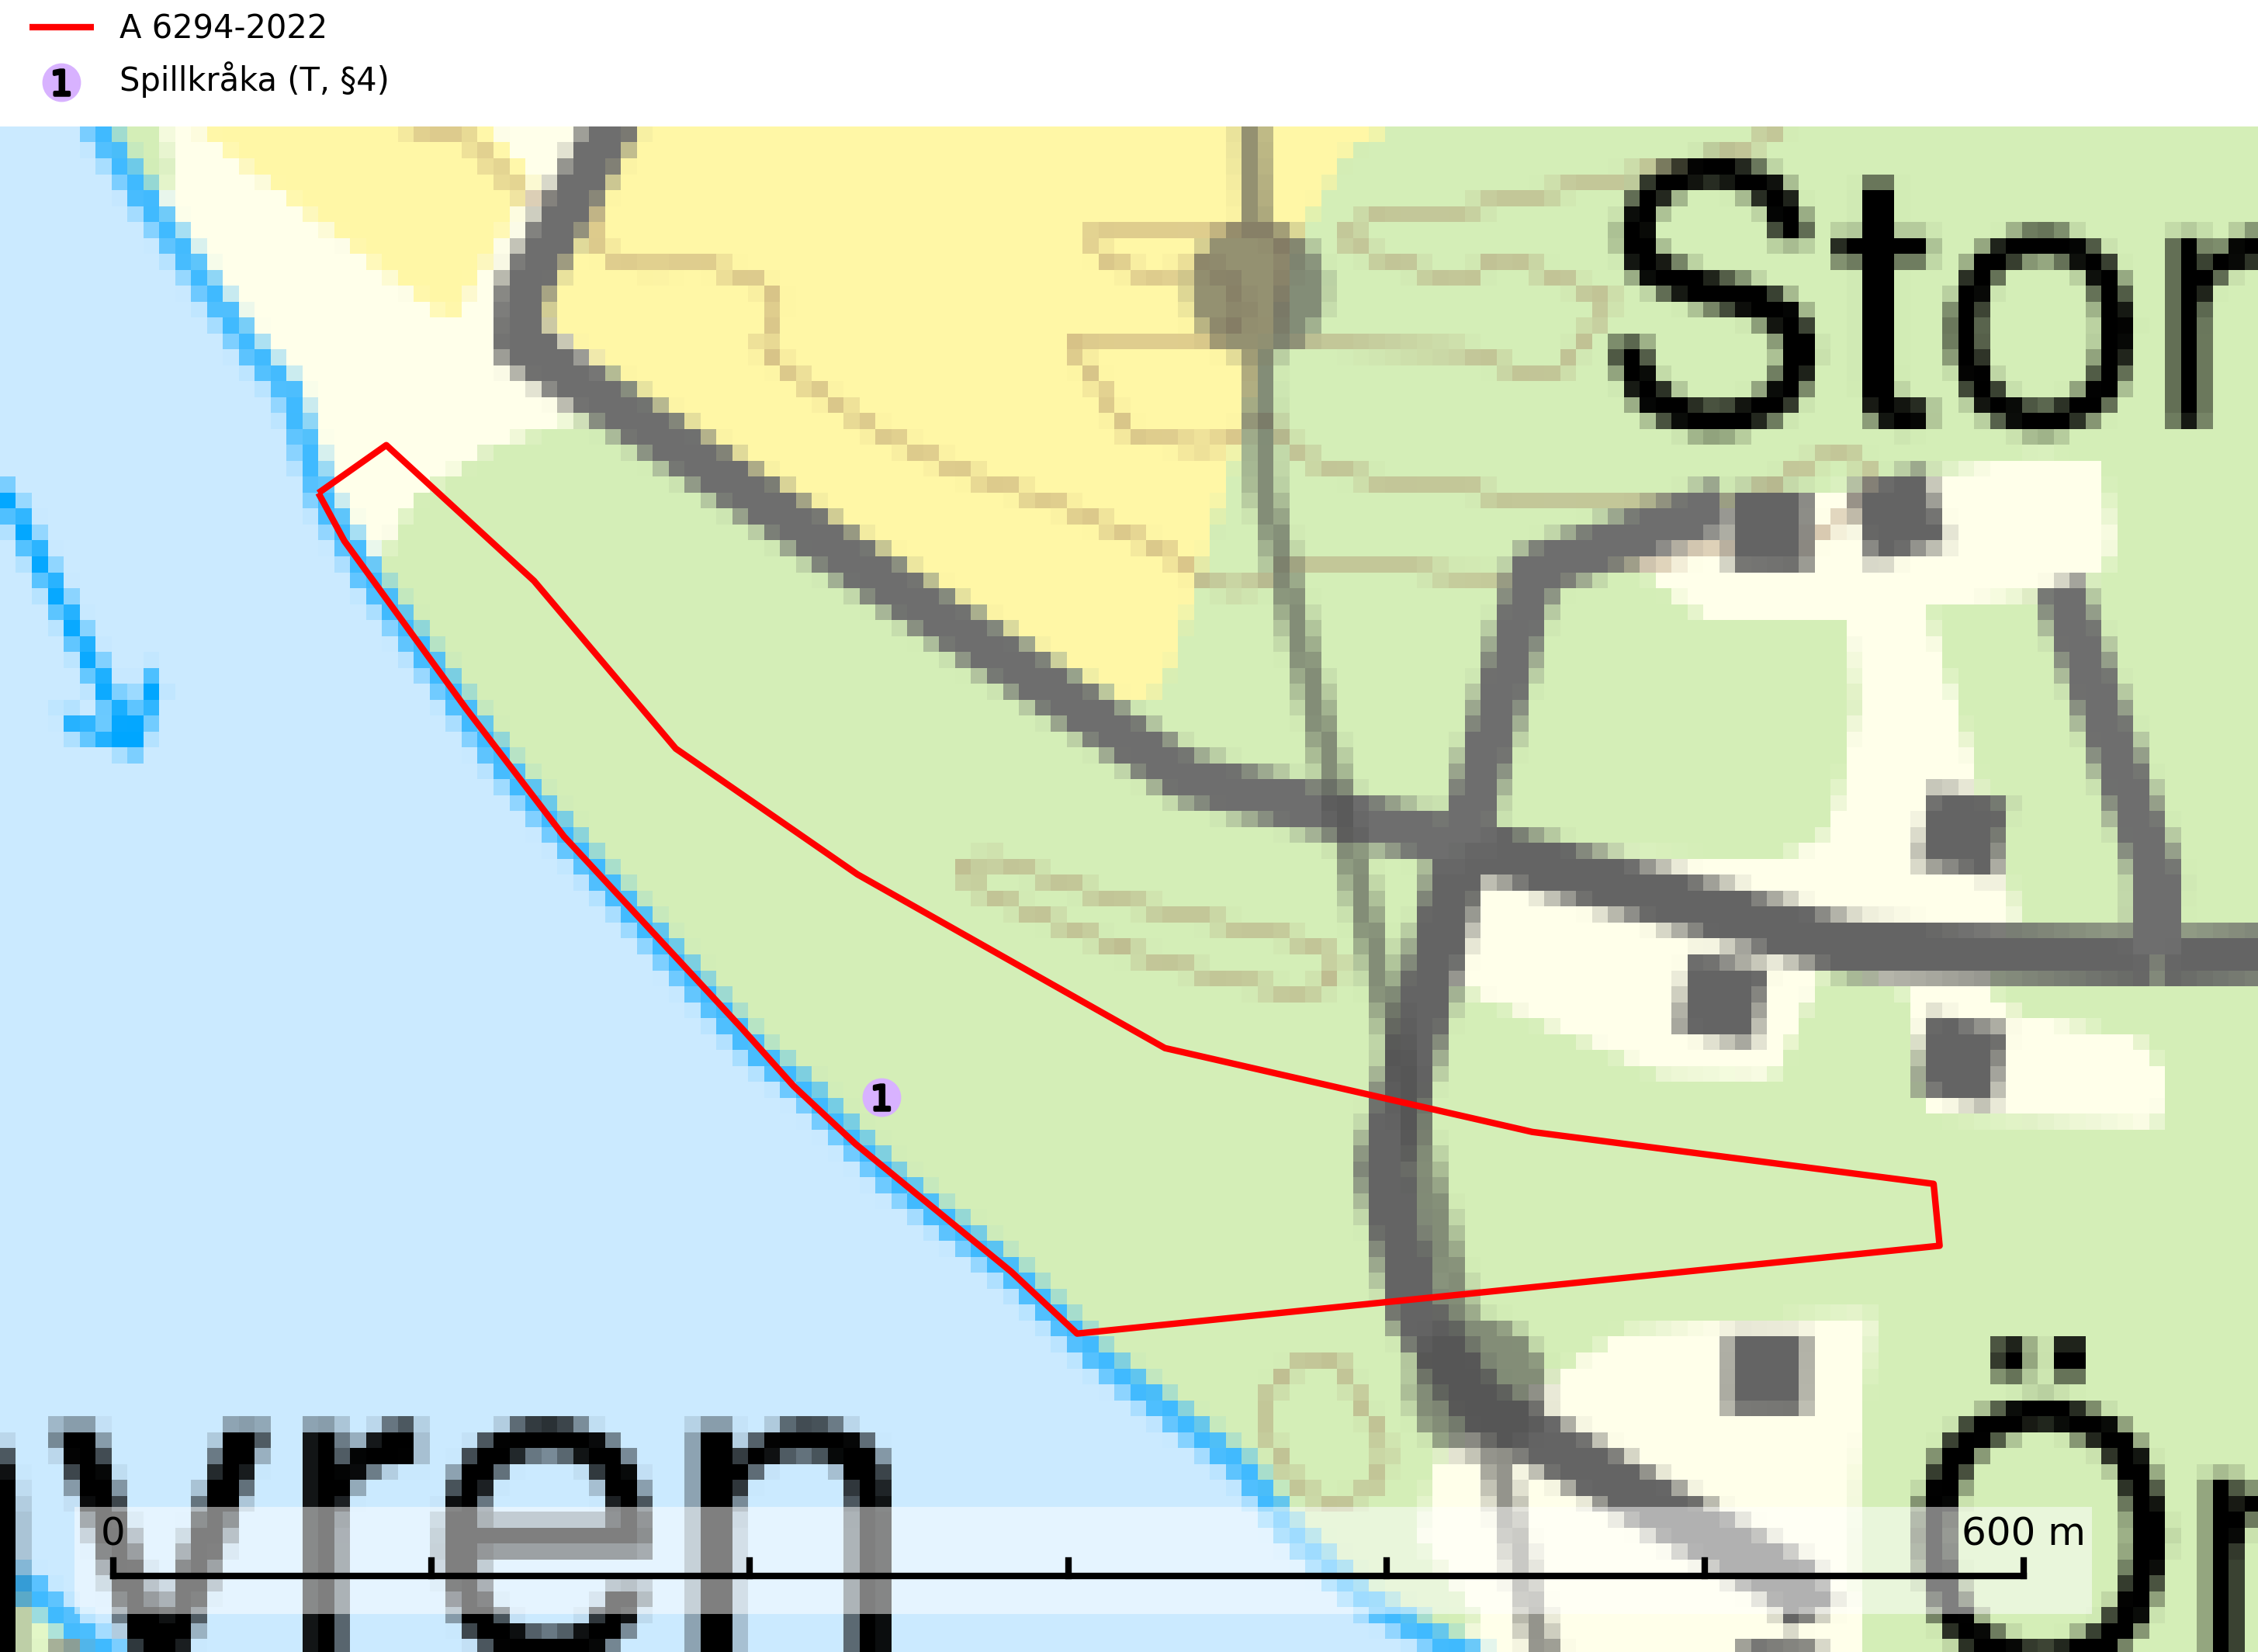 A 6294-2022
1 Spillkråka (T, §4)
Stor
1
vren
Ör
0 600 m